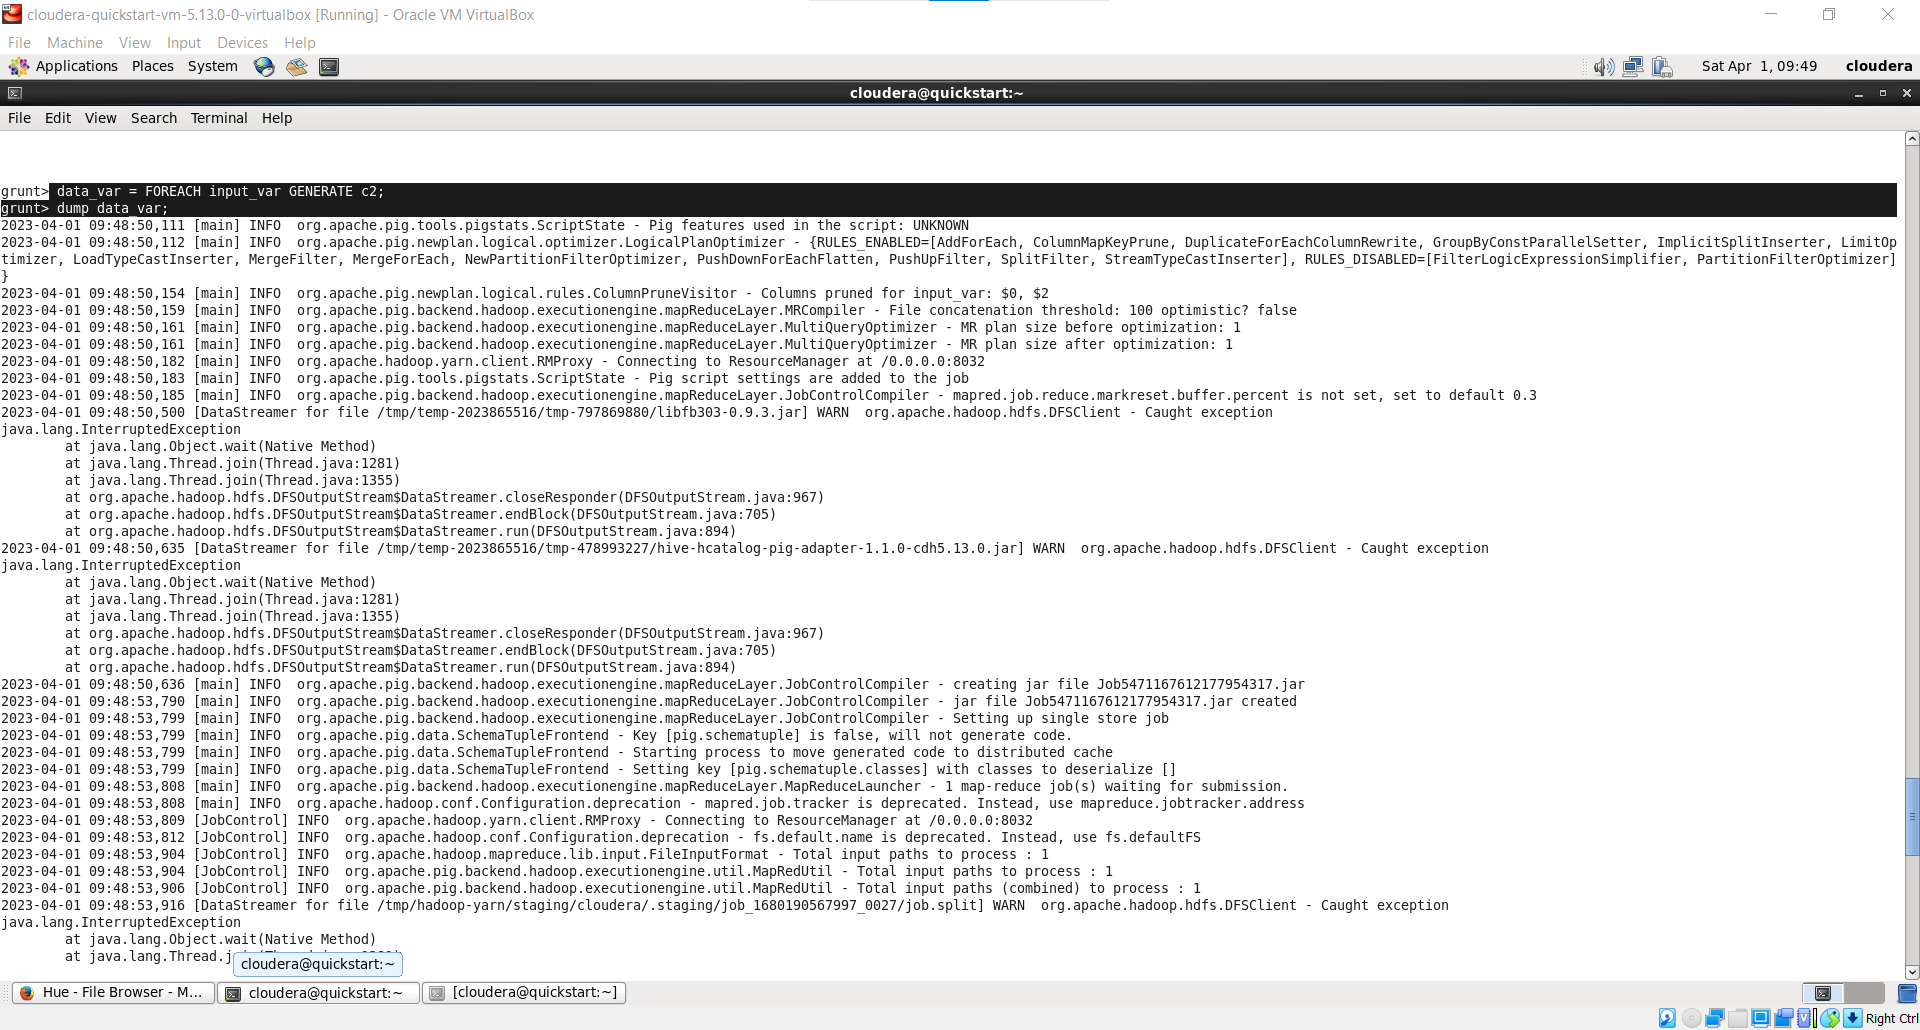 cloudera-quickstart-vm-5.13.0-0-virtualbox [Running] - Oracle VM VirtualBox
File Machine View Input Devices Help
Applications Places System Sat Apr 1, 09:49 cloudera
cloudera@quickstart:~
File Edit View Search Terminal Help
grunt> data_var = FOREACH input_var GENERATE c2;
grunt> dump data_var;
2023-04-01 09:48:50,111 [main] INFO  org.apache.pig.tools.pigstats.ScriptState - Pig features used in the script: UNKNOWN
2023-04-01 09:48:50,112 [main] INFO  org.apache.pig.newplan.logical.optimizer.LogicalPlanOptimizer - {RULES_ENABLED=[AddForEach, ColumnMapKeyPrune, DuplicateForEachColumnRewrite, GroupByConstParallelSetter, ImplicitSplitInserter, LimitOp
timizer, LoadTypeCastInserter, MergeFilter, MergeForEach, NewPartitionFilterOptimizer, PushDownForEachFlatten, PushUpFilter, SplitFilter, StreamTypeCastInserter], RULES_DISABLED=[FilterLogicExpressionSimplifier, PartitionFilterOptimizer]
}
2023-04-01 09:48:50,154 [main] INFO  org.apache.pig.newplan.logical.rules.ColumnPruneVisitor - Columns pruned for input_var: $0, $2
2023-04-01 09:48:50,159 [main] INFO  org.apache.pig.backend.hadoop.executionengine.mapReduceLayer.MRCompiler - File concatenation threshold: 100 optimistic? false
2023-04-01 09:48:50,161 [main] INFO  org.apache.pig.backend.hadoop.executionengine.mapReduceLayer.MultiQueryOptimizer - MR plan size before optimization: 1
2023-04-01 09:48:50,161 [main] INFO  org.apache.pig.backend.hadoop.executionengine.mapReduceLayer.MultiQueryOptimizer - MR plan size after optimization: 1
2023-04-01 09:48:50,182 [main] INFO  org.apache.hadoop.yarn.client.RMProxy - Connecting to ResourceManager at /0.0.0.0:8032
2023-04-01 09:48:50,183 [main] INFO  org.apache.pig.tools.pigstats.ScriptState - Pig script settings are added to the job
2023-04-01 09:48:50,185 [main] INFO  org.apache.pig.backend.hadoop.executionengine.mapReduceLayer.JobControlCompiler - mapred.job.reduce.markreset.buffer.percent is not set, set to default 0.3
2023-04-01 09:48:50,500 [DataStreamer for file /tmp/temp-2023865516/tmp-797869880/libfb303-0.9.3.jar] WARN  org.apache.hadoop.hdfs.DFSClient - Caught exception
java.lang.InterruptedException
at java.lang.Object.wait(Native Method)
at java.lang.Thread.join(Thread.java:1281)
at java.lang.Thread.join(Thread.java:1355)
at org.apache.hadoop.hdfs.DFSOutputStream$DataStreamer.closeResponder(DFSOutputStream.java:967)
at org.apache.hadoop.hdfs.DFSOutputStream$DataStreamer.endBlock(DFSOutputStream.java:705)
at org.apache.hadoop.hdfs.DFSOutputStream$DataStreamer.run(DFSOutputStream.java:894)
2023-04-01 09:48:50,635 [DataStreamer for file /tmp/temp-2023865516/tmp-478993227/hive-hcatalog-pig-adapter-1.1.0-cdh5.13.0.jar] WARN  org.apache.hadoop.hdfs.DFSClient - Caught exception
java.lang.InterruptedException
at java.lang.Object.wait(Native Method)
at java.lang.Thread.join(Thread.java:1281)
at java.lang.Thread.join(Thread.java:1355)
at org.apache.hadoop.hdfs.DFSOutputStream$DataStreamer.closeResponder(DFSOutputStream.java:967)
at org.apache.hadoop.hdfs.DFSOutputStream$DataStreamer.endBlock(DFSOutputStream.java:705)
at org.apache.hadoop.hdfs.DFSOutputStream$DataStreamer.run(DFSOutputStream.java:894)
2023-04-01 09:48:50,636 [main] INFO  org.apache.pig.backend.hadoop.executionengine.mapReduceLayer.JobControlCompiler - creating jar file Job5471167612177954317.jar
2023-04-01 09:48:53,790 [main] INFO  org.apache.pig.backend.hadoop.executionengine.mapReduceLayer.JobControlCompiler - jar file Job5471167612177954317.jar created
2023-04-01 09:48:53,799 [main] INFO  org.apache.pig.backend.hadoop.executionengine.mapReduceLayer.JobControlCompiler - Setting up single store job
2023-04-01 09:48:53,799 [main] INFO  org.apache.pig.data.SchemaTupleFrontend - Key [pig.schematuple] is false, will not generate code.
2023-04-01 09:48:53,799 [main] INFO  org.apache.pig.data.SchemaTupleFrontend - Starting process to move generated code to distributed cache
2023-04-01 09:48:53,799 [main] INFO  org.apache.pig.data.SchemaTupleFrontend - Setting key [pig.schematuple.classes] with classes to deserialize []
2023-04-01 09:48:53,808 [main] INFO  org.apache.pig.backend.hadoop.executionengine.mapReduceLayer.MapReduceLauncher - 1 map-reduce job(s) waiting for submission.
2023-04-01 09:48:53,808 [main] INFO  org.apache.hadoop.conf.Configuration.deprecation - mapred.job.tracker is deprecated. Instead, use mapreduce.jobtracker.address
2023-04-01 09:48:53,809 [JobControl] INFO  org.apache.hadoop.yarn.client.RMProxy - Connecting to ResourceManager at /0.0.0.0:8032
2023-04-01 09:48:53,812 [JobControl] INFO  org.apache.hadoop.conf.Configuration.deprecation - fs.default.name is deprecated. Instead, use fs.defaultFS
2023-04-01 09:48:53,904 [JobControl] INFO  org.apache.hadoop.mapreduce.lib.input.FileInputFormat - Total input paths to process : 1
2023-04-01 09:48:53,904 [JobControl] INFO  org.apache.pig.backend.hadoop.executionengine.util.MapRedUtil - Total input paths to process : 1
2023-04-01 09:48:53,906 [JobControl] INFO  org.apache.pig.backend.hadoop.executionengine.util.MapRedUtil - Total input paths (combined) to process : 1
2023-04-01 09:48:53,916 [DataStreamer for file /tmp/hadoop-yarn/staging/cloudera/.staging/job_1680190567997_0027/job.split] WARN  org.apache.hadoop.hdfs.DFSClient - Caught exception
java.lang.InterruptedException
at java.lang.Object.wait(Native Method)
at java.lang.Thread.j
cloudera@quickstart:~
Hue - File Browser - M... cloudera@quickstart:~ [cloudera@quickstart:~]
Right Ctrl